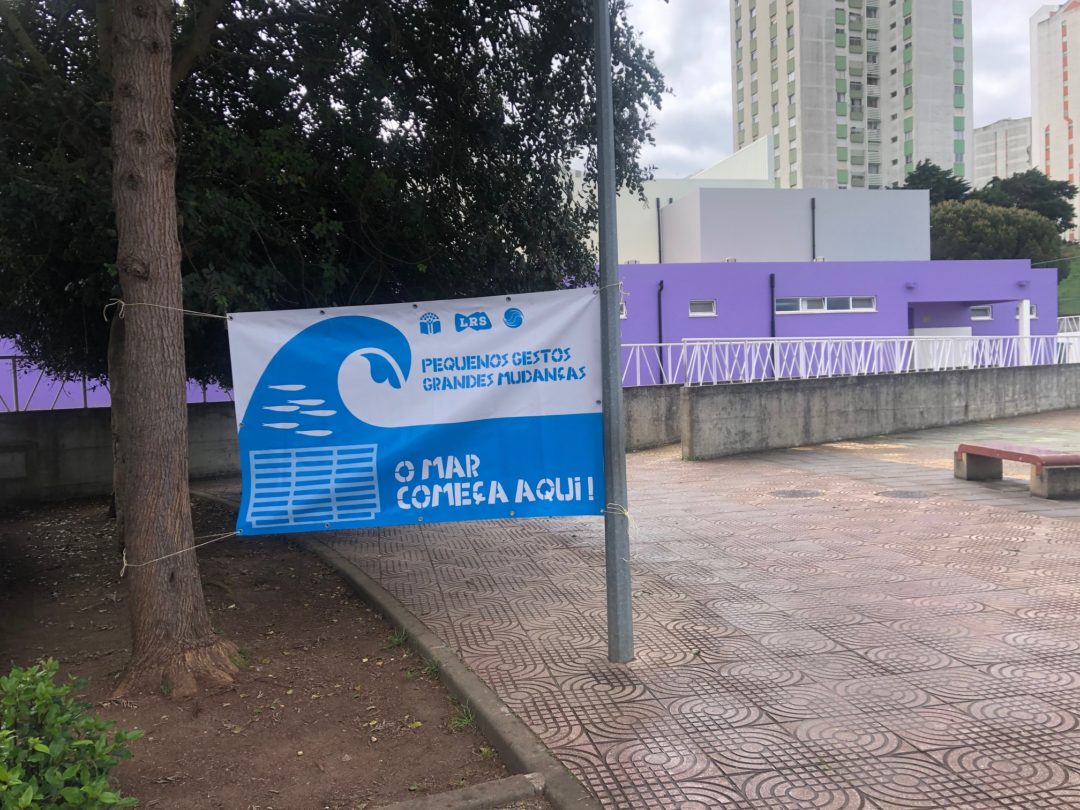 LRS
PEQUENOS GESTOS
GRANDES MUDANÇAS
O MAR
COMEÇA AQUI!